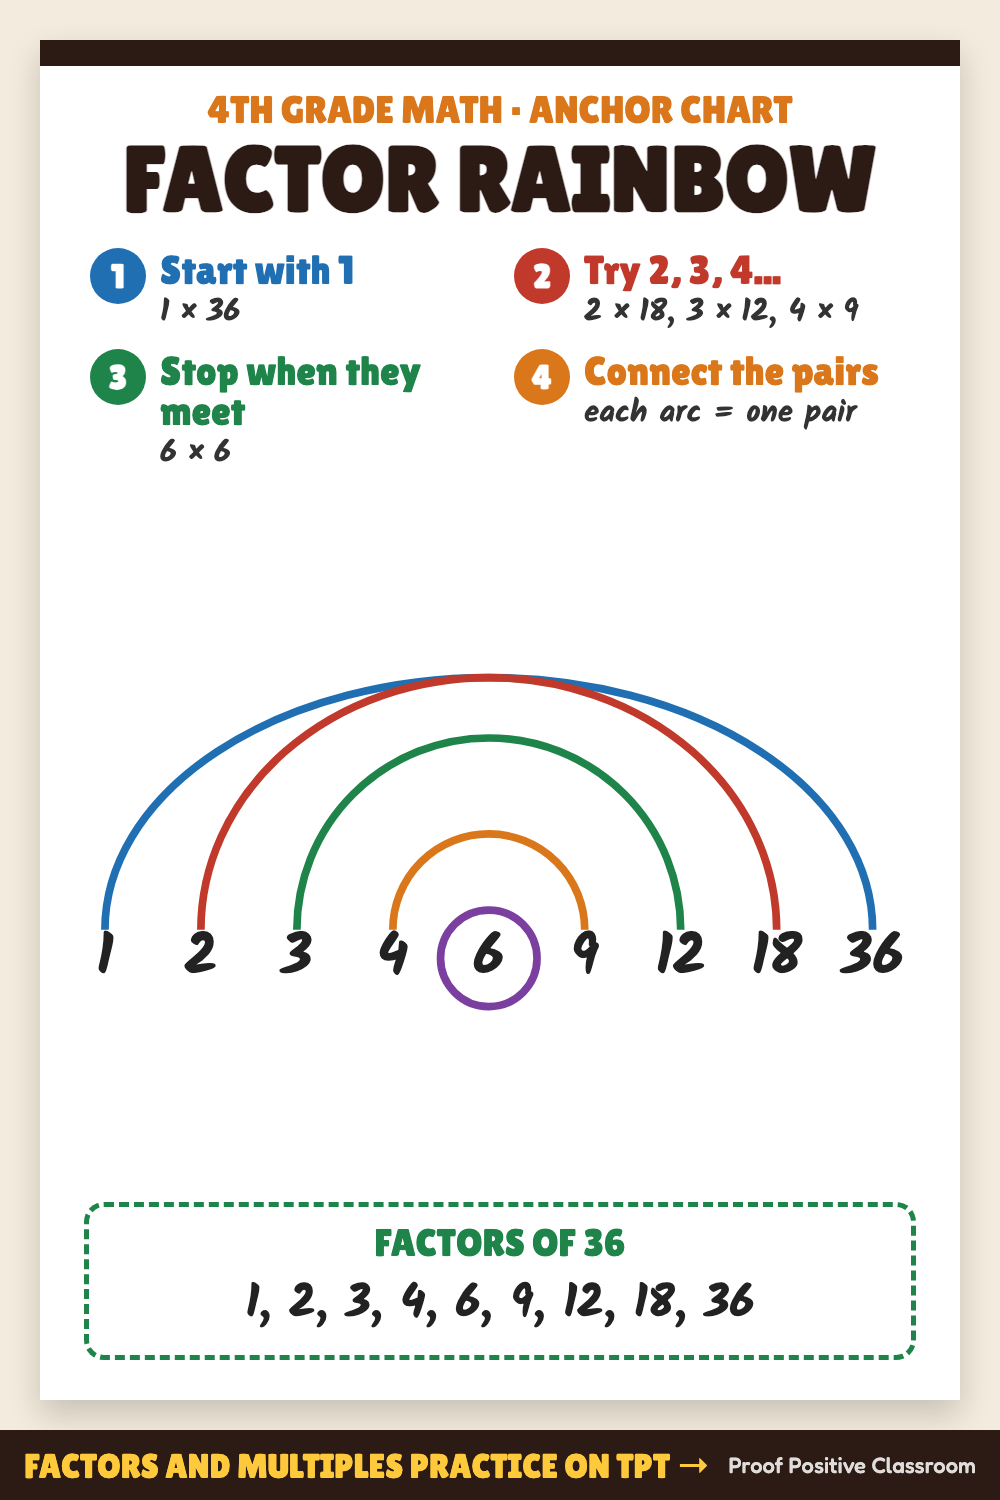 4TH GRADE MATH · ANCHOR CHART
FACTOR RAINBOW
1 Start with 1
1 × 36
2 Try 2, 3, 4...
2 × 18, 3 × 12, 4 × 9
3 Stop when they
meet
6 × 6
4 Connect the pairs
each arc = one pair
1 2 3 4 6 9 12 18 36
FACTORS OF 36
1, 2, 3, 4, 6, 9, 12, 18, 36
FACTORS AND MULTIPLES PRACTICE ON TPT → Proof Positive Classroom